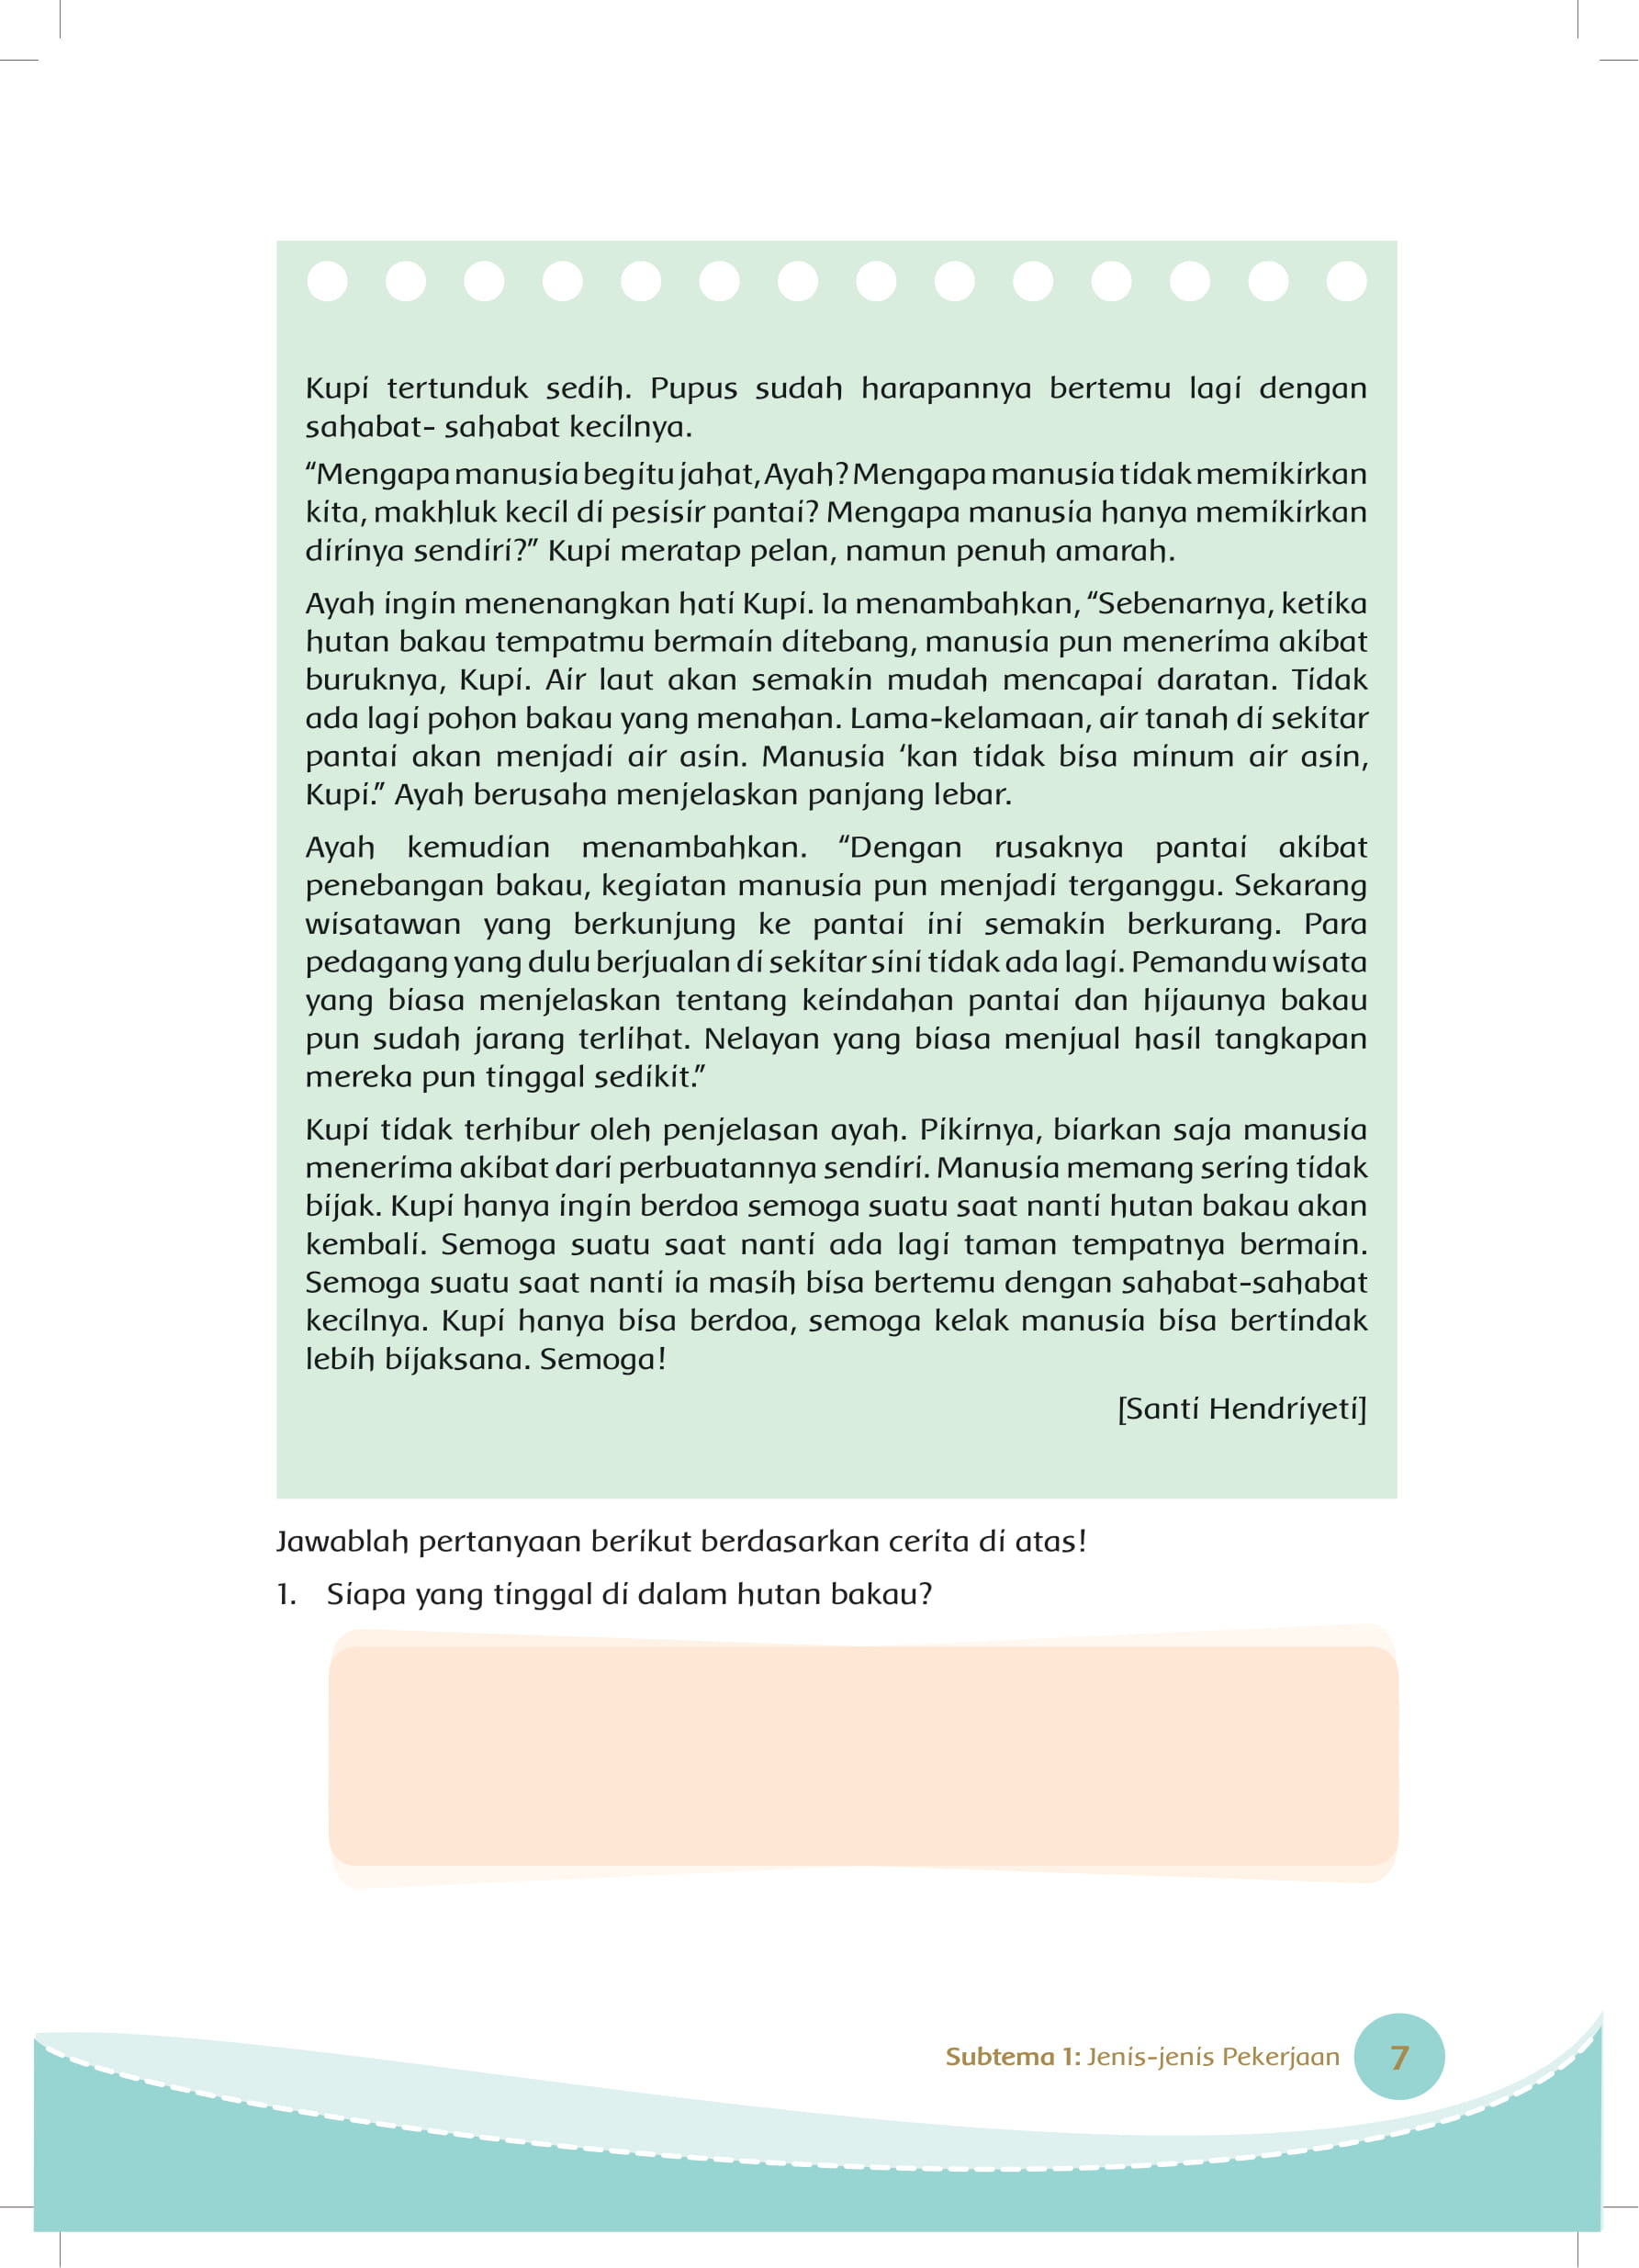 Kupi tertunduk sedih. Pupus sudah harapannya bertemu lagi dengan
sahabat- sahabat kecilnya.
“Mengapa manusia begitu jahat, Ayah? Mengapa manusia tidak memikirkan
kita, makhluk kecil di pesisir pantai? Mengapa manusia hanya memikirkan
dirinya sendiri?” Kupi meratap pelan, namun penuh amarah.
Ayah ingin menenangkan hati Kupi. Ia menambahkan, “Sebenarnya, ketika
hutan bakau tempatmu bermain ditebang, manusia pun menerima akibat
buruknya, Kupi. Air laut akan semakin mudah mencapai daratan. Tidak
ada lagi pohon bakau yang menahan. Lama-kelamaan, air tanah di sekitar
pantai akan menjadi air asin. Manusia ‘kan tidak bisa minum air asin,
Kupi.” Ayah berusaha menjelaskan panjang lebar.
Ayah kemudian menambahkan. “Dengan rusaknya pantai akibat
penebangan bakau, kegiatan manusia pun menjadi terganggu. Sekarang
wisatawan yang berkunjung ke pantai ini semakin berkurang. Para
pedagang yang dulu berjualan di sekitar sini tidak ada lagi. Pemandu wisata
yang biasa menjelaskan tentang keindahan pantai dan hijaunya bakau
pun sudah jarang terlihat. Nelayan yang biasa menjual hasil tangkapan
mereka pun tinggal sedikit.”
Kupi tidak terhibur oleh penjelasan ayah. Pikirnya, biarkan saja manusia
menerima akibat dari perbuatannya sendiri. Manusia memang sering tidak
bijak. Kupi hanya ingin berdoa semoga suatu saat nanti hutan bakau akan
kembali. Semoga suatu saat nanti ada lagi taman tempatnya bermain.
Semoga suatu saat nanti ia masih bisa bertemu dengan sahabat-sahabat
kecilnya. Kupi hanya bisa berdoa, semoga kelak manusia bisa bertindak
lebih bijaksana. Semoga!
[Santi Hendriyeti]
Jawablah pertanyaan berikut berdasarkan cerita di atas!
1. Siapa yang tinggal di dalam hutan bakau?
Subtema 1: Jenis-jenis Pekerjaan 7